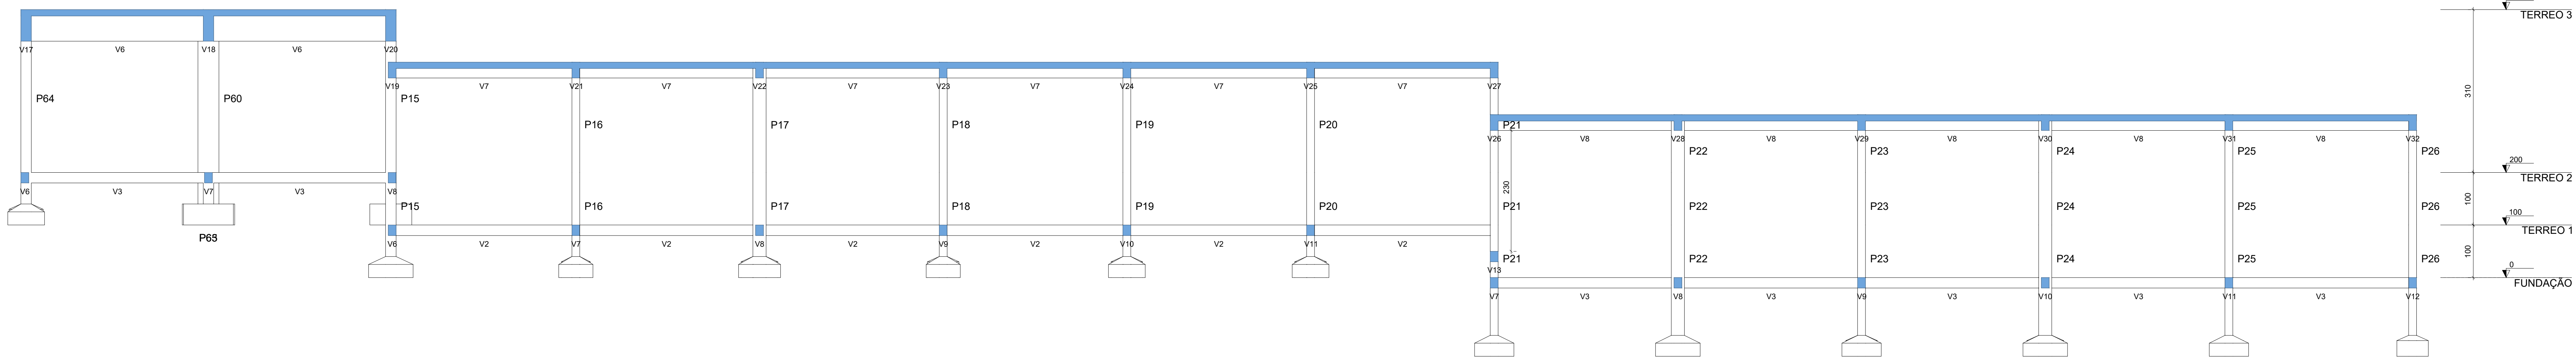 TERREO 3
V17 V6 V18 V6 V20
V19 V7 V21 V7 V22 V7 V23 V7 V24 V7 V25 V7 V27
P64 P60 P15
310
P16 P17 P18 P19 P20 P21
V26 V8 V28 V8 V29 V8 V30 V8 V31 V8 V32
P22 P23 P24 P25 P26
200
TERREO 2
V6 V3 V7 V3 V8
230
100
P15 P16 P17 P18 P19 P20 P21 P22 P23 P24 P25 P26
100
TERREO 1
V6 V2 V7 V2 V8 V2 V9 V2 V10 V2 V11 V2
100
P21 P22 P23 P24 P25 P26
V13
0
FUNDAÇÃO
V7 V3 V8 V3 V9 V3 V10 V3 V11 V3 V12